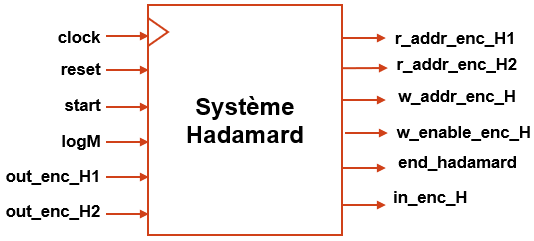 clock
reset
start
logM
out_enc_H1
out_enc_H2
Système
Hadamard
r_addr_enc_H1
r_addr_enc_H2
w_addr_enc_H
w_enable_enc_H
end_hadamard
in_enc_H